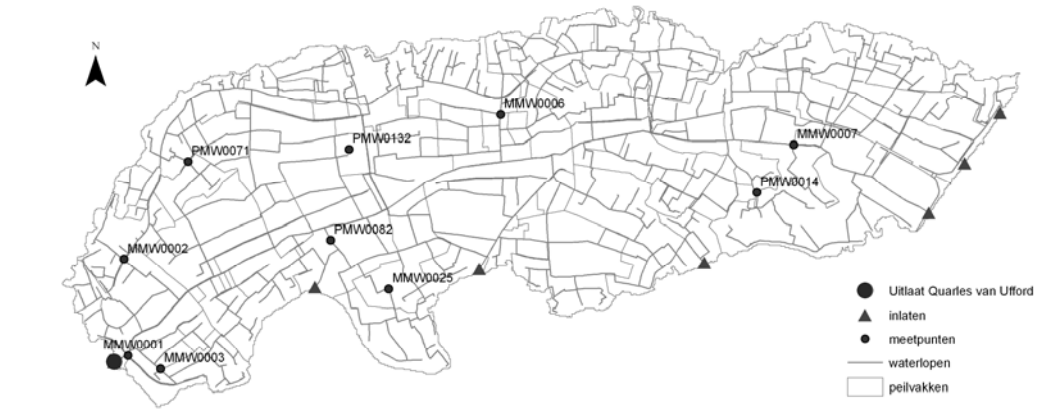 N
MMW0006
MMW0007
PMW0132
PMW0071
PMW0014
PMW0082
MMW0002
MMW0025
MMW0001
MMW0003
Uitlaat Quarles van Ufford
inlaten
meetpunten
waterlopen
peilvakken